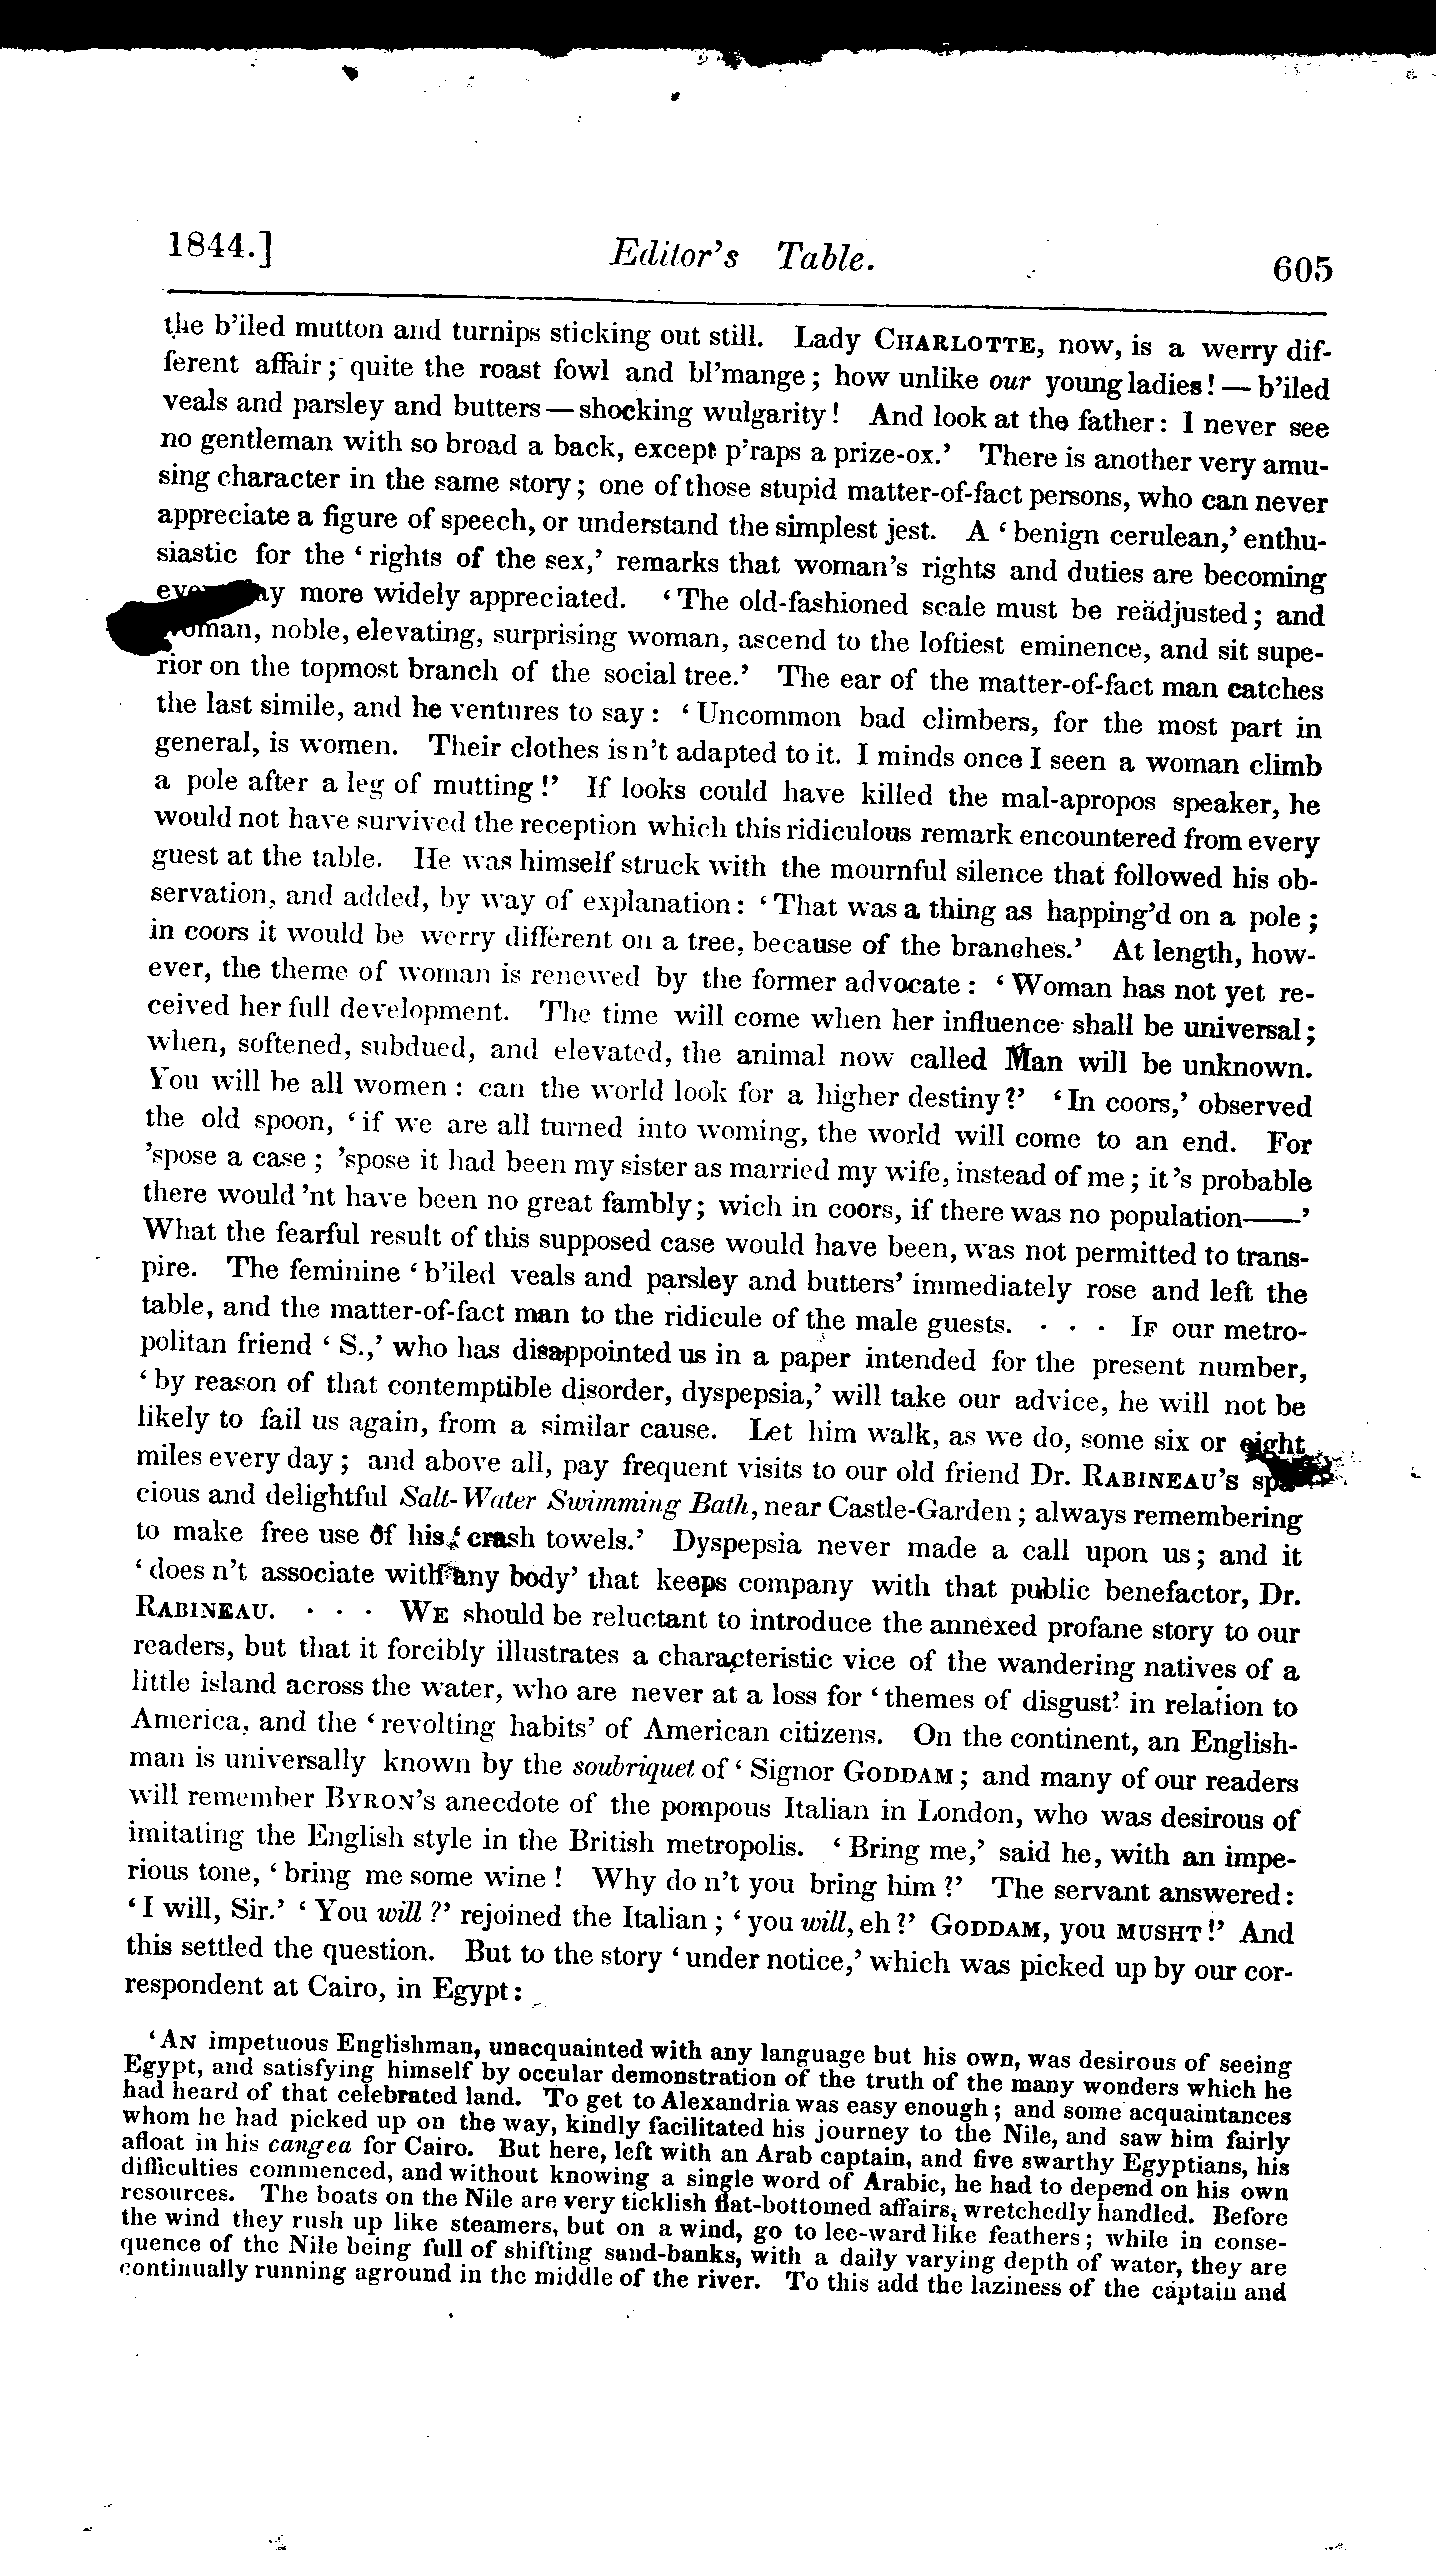 1844.] Editor's Table. 605
the b'iled mutton and turnips sticking out still. Lady CHARLOTTE, now, is a werry dif-
ferent affair; quite the roast fowl and bl'mange; how unlike our young ladies! — b'iled
veals and parsley and butters—shocking wulgarity! And look at the father: I never see
no gentleman with so broad a back, except p'raps a prize-ox.' There is another very amu-
sing character in the same story; one of those stupid matter-of-fact persons, who can never
appreciate a figure of speech, or understand the simplest jest. A 'benign cerulean,' enthu-
siastic for the 'rights of the sex,' remarks that woman's rights and duties are becoming
more widely appreciated. 'The old-fashioned scale must be reädjusted; and
woman, noble, elevating, surprising woman, ascend to the loftiest eminence, and sit supe-
rior on the topmost branch of the social tree.' The ear of the matter-of-fact man catches
the last simile, and he ventures to say: 'Uncommon bad climbers, for the most part in
general, is women. Their clothes isn't adapted to it. I minds once I seen a woman climb
a pole after a leg of mutting!' If looks could have killed the mal-apropos speaker, he
would not have survived the reception which this ridiculous remark encountered from every
guest at the table. He was himself struck with the mournful silence that followed his ob-
servation, and added, by way of explanation: 'That was a thing as happing'd on a pole;
in coors it would be werry different on a tree, because of the branches.' At length, how-
ever, the theme of woman is renewed by the former advocate: 'Woman has not yet re-
ceived her full development. The time will come when her influence shall be universal;
when, softened, subdued, and elevated, the animal now called Man will be unknown.
You will be all women: can the world look for a higher destiny?' 'In coors,' observed
the old spoon, 'if we are all turned into woming, the world will come to an end. For
'spose a case; 'spose it had been my sister as married my wife, instead of me; it's probable
there would 'nt have been no great fambly; wich in coors, if there was no population——'
What the fearful result of this supposed case would have been, was not permitted to trans-
pire. The feminine 'b'iled veals and parsley and butters' immediately rose and left the
table, and the matter-of-fact man to the ridicule of the male guests. . . . IF our metro-
politan friend 'S.,' who has disappointed us in a paper intended for the present number,
'by reason of that contemptible disorder, dyspepsia,' will take our advice, he will not be
likely to fail us again, from a similar cause. Let him walk, as we do, some six or eight
miles every day; and above all, pay frequent visits to our old friend Dr. RABINEAU'S spa-
cious and delightful Salt-Water Swimming Bath, near Castle-Garden; always remembering
to make free use of his 'crash towels.' Dyspepsia never made a call upon us; and it
'does n't associate with any body' that keeps company with that public benefactor, Dr.
RABINEAU. . . . WE should be reluctant to introduce the annexed profane story to our
readers, but that it forcibly illustrates a characteristic vice of the wandering natives of a
little island across the water, who are never at a loss for 'themes of disgust' in relation to
America, and the 'revolting habits' of American citizens. On the continent, an English-
man is universally known by the soubriquet of 'Signor GODDAM; and many of our readers
will remember BYRON'S anecdote of the pompous Italian in London, who was desirous of
imitating the English style in the British metropolis. 'Bring me,' said he, with an impe-
rious tone, 'bring me some wine! Why do n't you bring him?' The servant answered:
'I will, Sir.' 'You will?' rejoined the Italian; 'you will, eh?' GODDAM, you MUSHT!' And
this settled the question. But to the story 'under notice,' which was picked up by our cor-
respondent at Cairo, in Egypt:
'AN impetuous Englishman, unacquainted with any language but his own, was desirous of seeing
Egypt, and satisfying himself by occular demonstration of the truth of the many wonders which he
had heard of that celebrated land. To get to Alexandria was easy enough; and some acquaintances
whom he had picked up on the way, kindly facilitated his journey to the Nile, and saw him fairly
afloat in his cangea for Cairo. But here, left with an Arab captain, and five swarthy Egyptians, his
difficulties commenced, and without knowing a single word of Arabic, he had to depend on his own
resources. The boats on the Nile are very ticklish flat-bottomed affairs, wretchedly handled. Before
the wind they rush up like steamers, but on a wind, go to lee-ward like feathers; while in conse-
quence of the Nile being full of shifting sand-banks, with a daily varying depth of water, they are
continually running aground in the middle of the river. To this add the laziness of the captain and